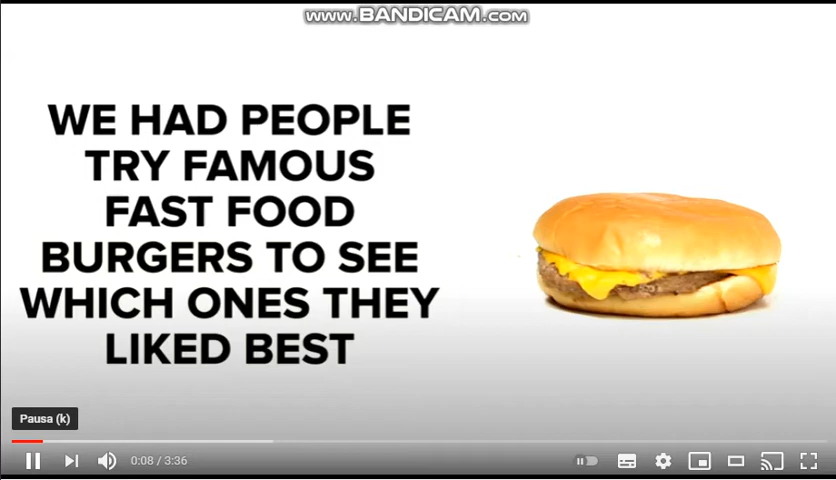 WWW.BANDICAM.COM
WE HAD PEOPLE
TRY FAMOUS
FAST FOOD
BURGERS TO SEE
WHICH ONES THEY
LIKED BEST
Pausa (k)
0:08 / 3:36